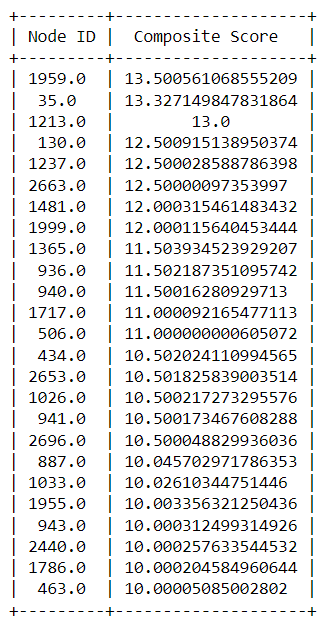 +---------+--------------------+
| Node ID |  Composite Score   |
+---------+--------------------+
|  1959.0 | 13.500561068555209 |
|   35.0  | 13.327149847831864 |
|  1213.0 |        13.0        |
|  130.0  | 12.500915138950374 |
|  1237.0 | 12.500028588786398 |
|  2663.0 | 12.50000097353997  |
|  1481.0 | 12.000315461483432 |
|  1999.0 | 12.000115640453444 |
|  1365.0 | 11.503934523929207 |
|  936.0  | 11.502187351095742 |
|  940.0  | 11.50016280929713  |
|  1717.0 | 11.000092165477113 |
|  506.0  | 11.000000000605072 |
|  434.0  | 10.502024110994565 |
|  2653.0 | 10.501825839003514 |
|  1026.0 | 10.500217273295576 |
|  941.0  | 10.500173467608288 |
|  2696.0 | 10.500048829936036 |
|  887.0  | 10.045702971786353 |
|  1033.0 | 10.02610344751446  |
|  1955.0 | 10.003356321250436 |
|  943.0  | 10.000312499314926 |
|  2440.0 | 10.000257633544532 |
|  1786.0 | 10.000204584960644 |
|  463.0  | 10.00005085002802  |
+---------+--------------------+